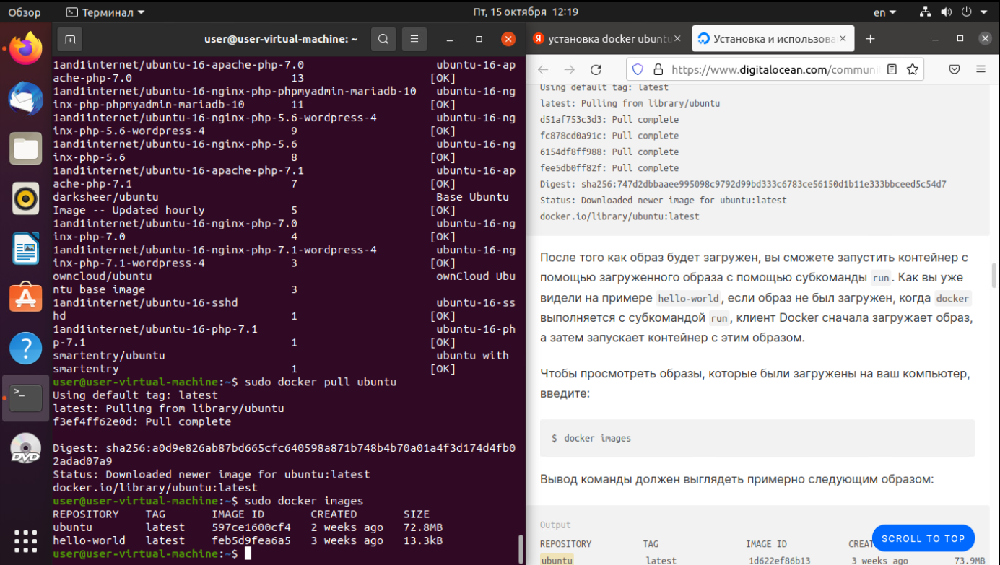 Обзор
Терминал
Пт, 15 октября 12:19
en
user@user-virtual-machine: ~
1and1internet/ubuntu-16-apache-php-7.0 ubuntu-16-ap
ache-php-7.0 13 [OK]
1and1internet/ubuntu-16-nginx-php-phpmyadmin-mariadb-10 ubuntu-16-ng
inx-php-phpmyadmin-mariadb-10 11 [OK]
1and1internet/ubuntu-16-nginx-php-5.6-wordpress-4 ubuntu-16-ng
inx-php-5.6-wordpress-4 9 [OK]
1and1internet/ubuntu-16-nginx-php-5.6 ubuntu-16-ng
inx-php-5.6 8 [OK]
1and1internet/ubuntu-16-apache-php-7.1 ubuntu-16-ap
ache-php-7.1 7 [OK]
darksheer/ubuntu Base Ubuntu
Image -- Updated hourly 5 [OK]
1and1internet/ubuntu-16-nginx-php-7.0 ubuntu-16-ng
inx-php-7.0 4 [OK]
1and1internet/ubuntu-16-nginx-php-7.1-wordpress-4 ubuntu-16-ng
inx-php-7.1-wordpress-4 3 [OK]
owncloud/ubuntu ownCloud Ubu
ntu base image 3
1and1internet/ubuntu-16-sshd ubuntu-16-ss
hd 1 [OK]
1and1internet/ubuntu-16-php-7.1 ubuntu-16-ph
p-7.1 1 [OK]
smartentry/ubuntu ubuntu with
smartentry 1 [OK]
user@user-virtual-machine:~$ sudo docker pull ubuntu
Using default tag: latest
latest: Pulling from library/ubuntu
f3ef4ff62e0d: Pull complete
Digest: sha256:a0d9e826ab87bd665cfc640598a871b748b4b70a01a4f3d174d4fb0
2adad07a9
Status: Downloaded newer image for ubuntu:latest
docker.io/library/ubuntu:latest
user@user-virtual-machine:~$ sudo docker images
REPOSITORY TAG IMAGE ID CREATED SIZE
ubuntu latest 597ce1600cf4 2 weeks ago 72.8MB
hello-world latest feb5d9fea6a5 3 weeks ago 13.3kB
user@user-virtual-machine:~$
DVD
установка docker ubuntu
Установка и использова
https://www.digitalocean.com/communi
Using default tag: latest
latest: Pulling from library/ubuntu
d51af753c3d3: Pull complete
fc878cd0a91c: Pull complete
6154df8ff988: Pull complete
fee5db0ff82f: Pull complete
Digest: sha256:747d2dbbaaee995098c9792d99bd333c6783ce56150d1b11e333bbceed5c54d7
Status: Downloaded newer image for ubuntu:latest
docker.io/library/ubuntu:latest
После того как образ будет загружен, вы сможете запустить контейнер с
помощью загруженного образа с помощью субкоманды run. Как вы уже
видели на примере hello-world, если образ не был загружен, когда docker
выполняется с субкомандой run, клиент Docker сначала загружает образ,
а затем запускает контейнер с этим образом.
Чтобы просмотреть образы, которые были загружены на ваш компьютер,
введите:
$ docker images
Вывод команды должен выглядеть примерно следующим образом:
Output
REPOSITORY TAG IMAGE ID CREAT
ubuntu latest 1d622ef86b13 3 weeks ago 73.9MB
SCROLL TO TOP